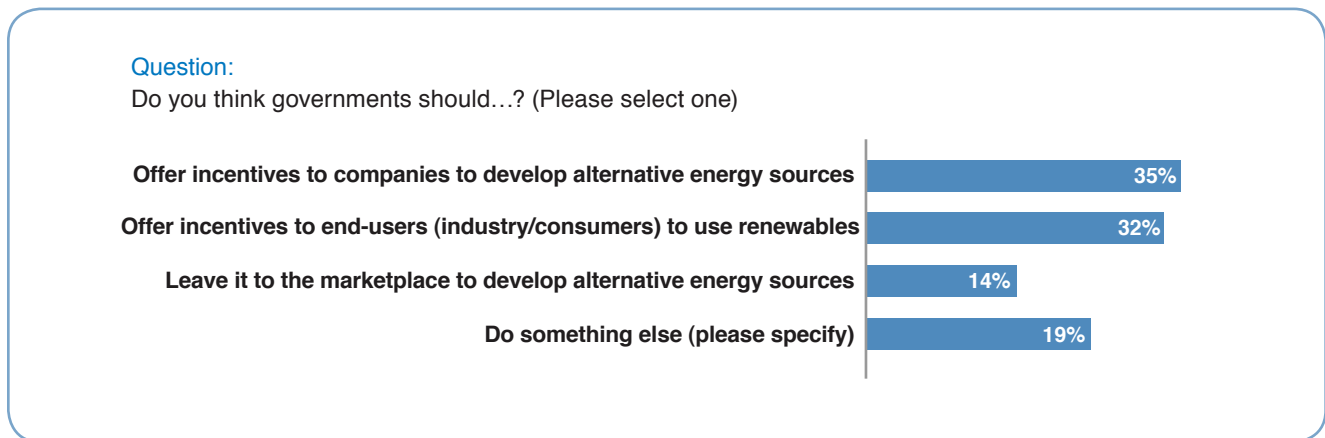 Question:
Do you think governments should…? (Please select one)
Offer incentives to companies to develop alternative energy sources 35%
Offer incentives to end-users (industry/consumers) to use renewables 32%
Leave it to the marketplace to develop alternative energy sources 14%
Do something else (please specify) 19%